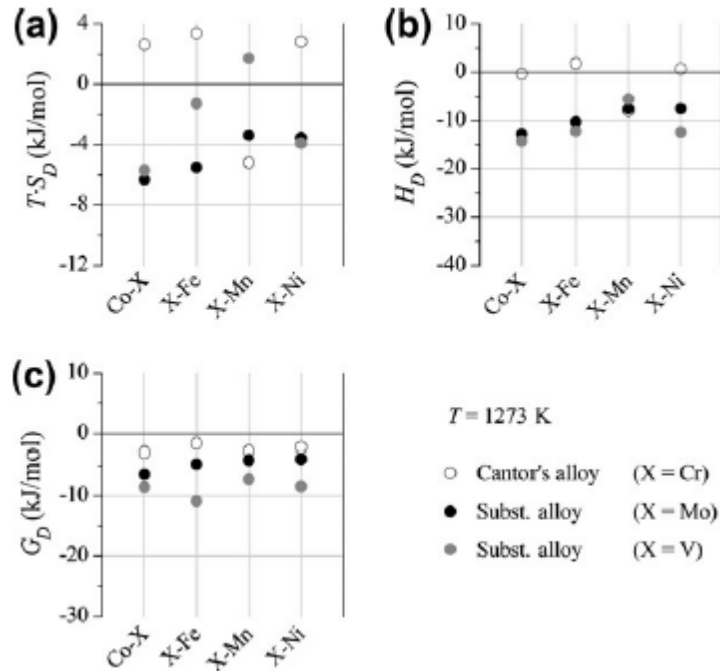 (a)
4
0
-4
-8
-12
T·S_D (kJ/mol)
Co-X
X-Fe
X-Mn
X-Ni
(b)
10
0
-10
-20
-30
-40
H_D (kJ/mol)
Co-X
X-Fe
X-Mn
X-Ni
(c)
10
0
-10
-20
-30
G_D (kJ/mol)
Co-X
X-Fe
X-Mn
X-Ni
T = 1273 K
Cantor's alloy (X = Cr)
Subst. alloy (X = Mo)
Subst. alloy (X = V)